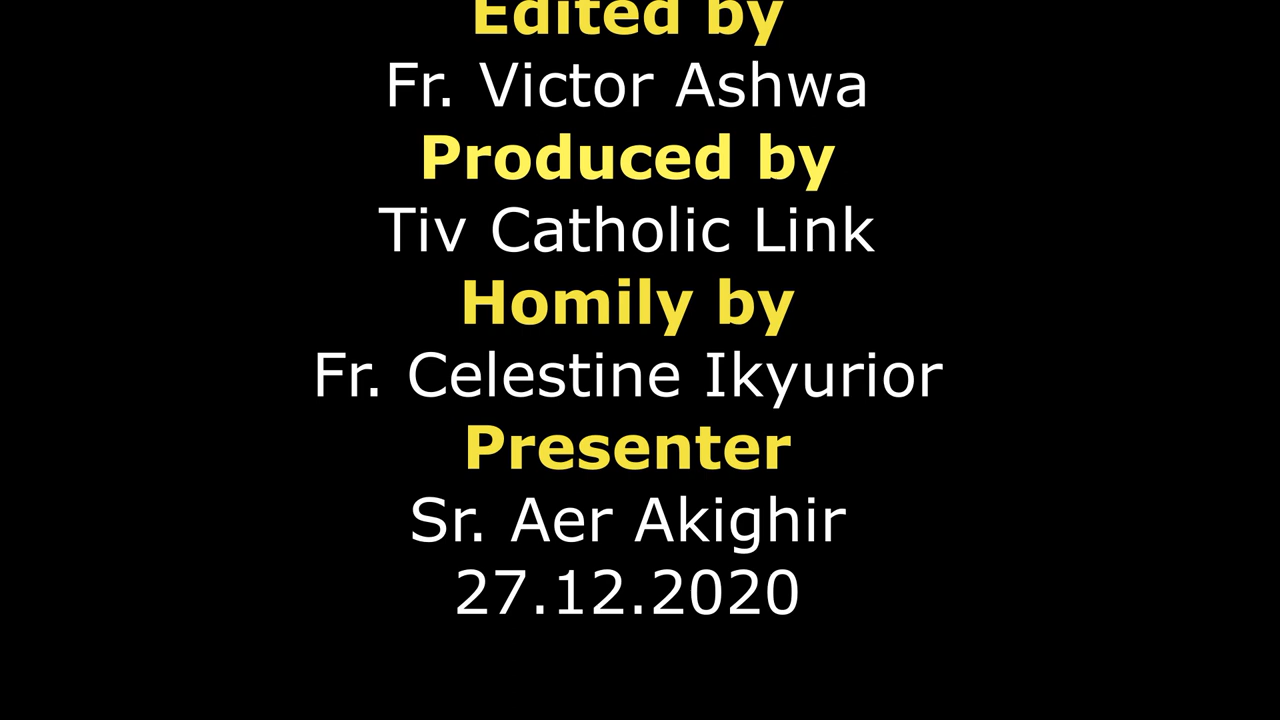 Edited by
Fr. Victor Ashwa
Produced by
Tiv Catholic Link
Homily by
Fr. Celestine Ikyurior
Presenter
Sr. Aer Akighir
27.12.2020